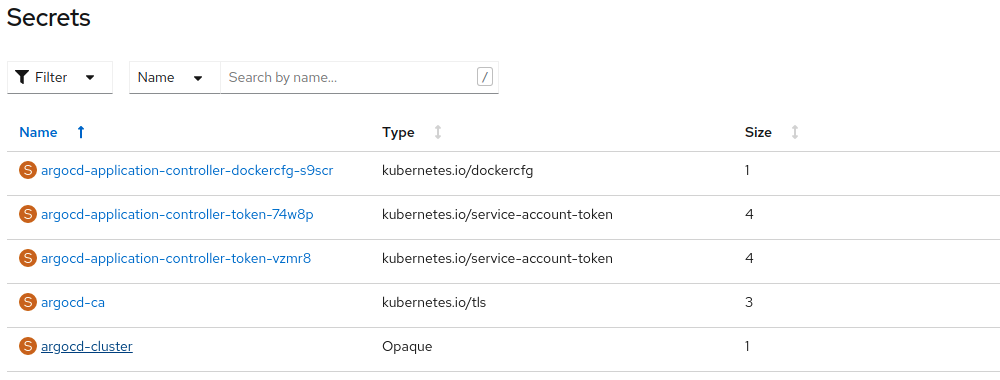 Secrets
Filter Name Search by name... /
Name Type Size
S argocd-application-controller-dockercfg-s9scr kubernetes.io/dockercfg 1
S argocd-application-controller-token-74w8p kubernetes.io/service-account-token 4
S argocd-application-controller-token-vzmr8 kubernetes.io/service-account-token 4
S argocd-ca kubernetes.io/tls 3
S argocd-cluster Opaque 1